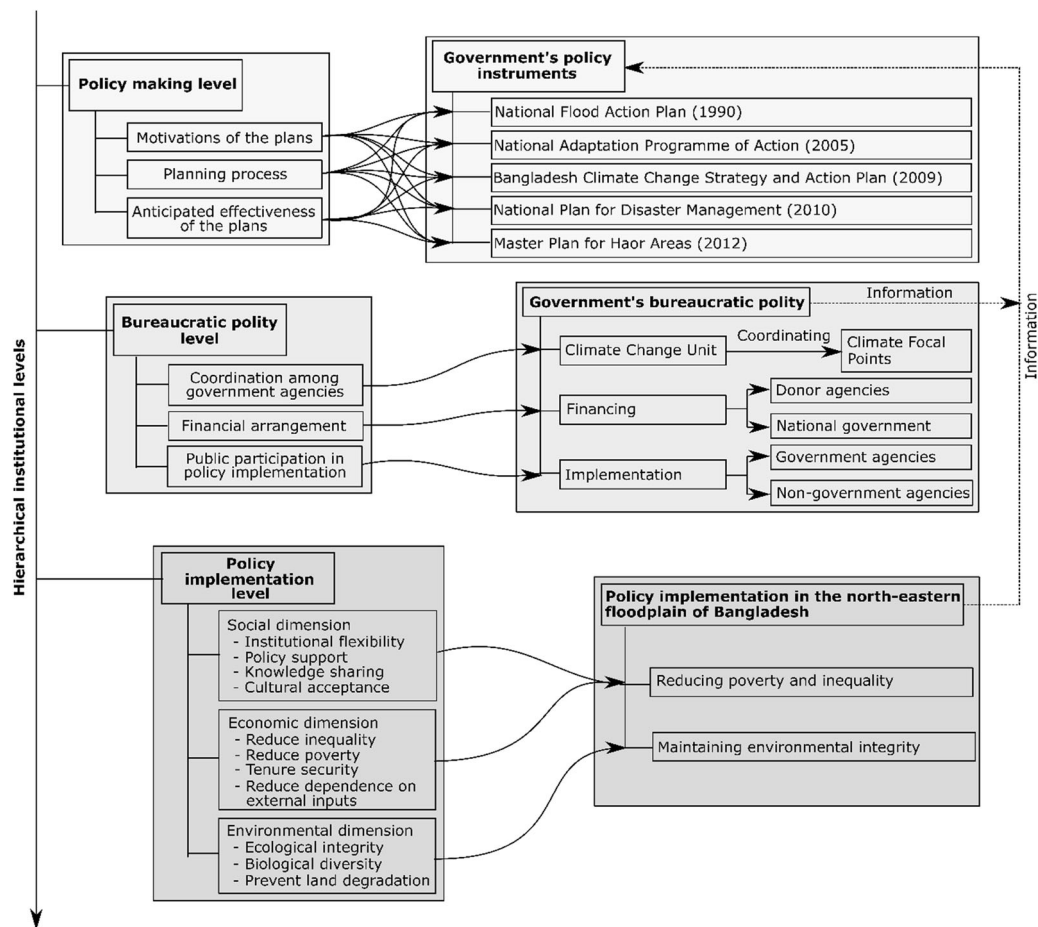 Hierarchical institutional levels
Policy making level
Motivations of the plans
Planning process
Anticipated effectiveness
of the plans
Government's policy
instruments
National Flood Action Plan (1990)
National Adaptation Programme of Action (2005)
Bangladesh Climate Change Strategy and Action Plan (2009)
National Plan for Disaster Management (2010)
Master Plan for Haor Areas (2012)
Bureaucratic polity
level
Coordination among
government agencies
Financial arrangement
Public participation in
policy implementation
Government's bureaucratic polity
Information
Climate Change Unit
Coordinating
Climate Focal
Points
Financing
Donor agencies
National government
Implementation
Government agencies
Non-government agencies
Information
Policy
implementation
level
Social dimension
- Institutional flexibility
- Policy support
- Knowledge sharing
- Cultural acceptance
Economic dimension
- Reduce inequality
- Reduce poverty
- Tenure security
- Reduce dependence on
external inputs
Environmental dimension
- Ecological integrity
- Biological diversity
- Prevent land degradation
Policy implementation in the north-eastern
floodplain of Bangladesh
Reducing poverty and inequality
Maintaining environmental integrity